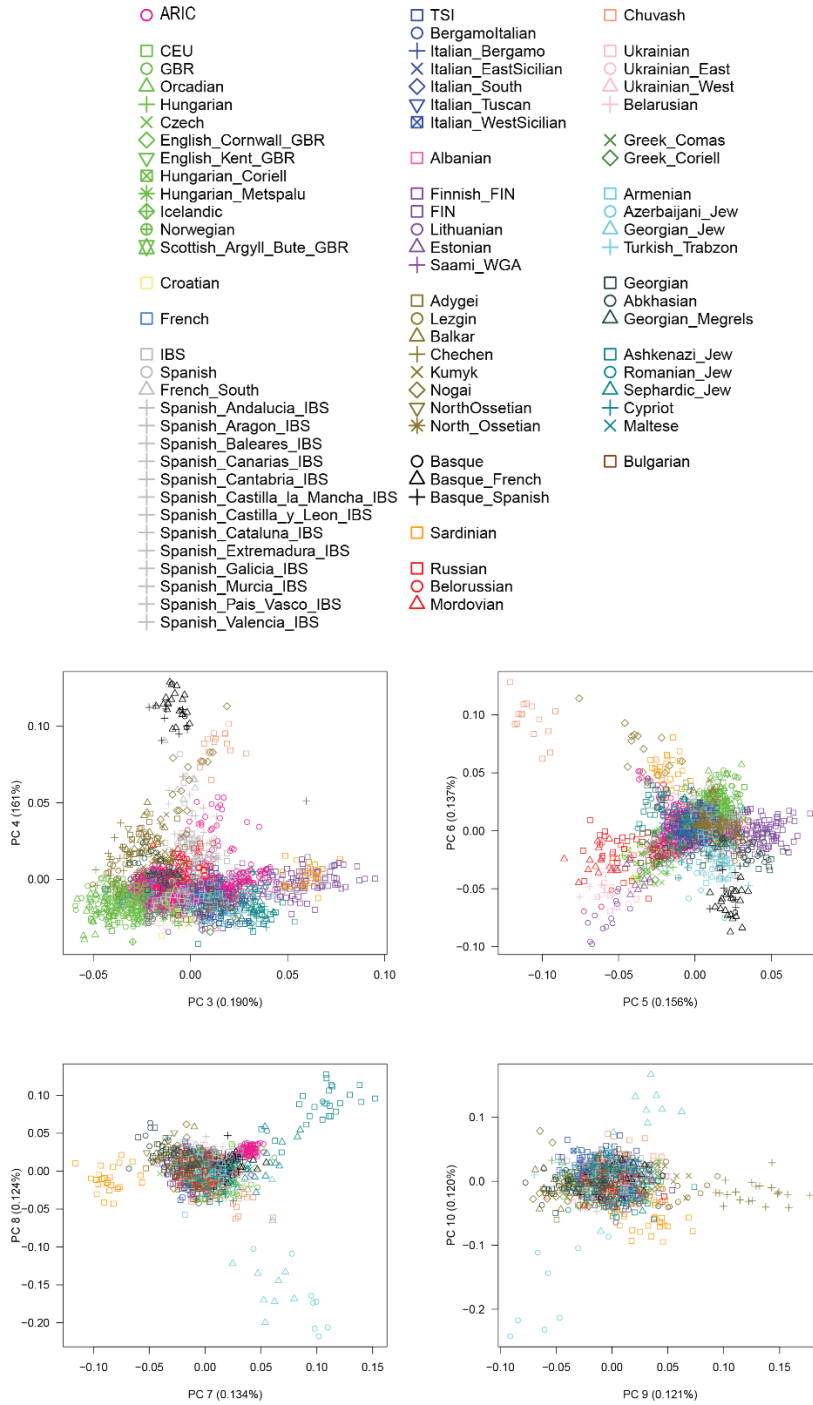 ARIC
CEU
GBR
Orcadian
Hungarian
Czech
English_Cornwall_GBR
English_Kent_GBR
Hungarian_Coriell
Hungarian_Metspalu
Icelandic
Norwegian
Scottish_Argyll_Bute_GBR
Croatian
French
IBS
Spanish
French_South
Spanish_Andalucia_IBS
Spanish_Aragon_IBS
Spanish_Baleares_IBS
Spanish_Canarias_IBS
Spanish_Cantabria_IBS
Spanish_Castilla_la_Mancha_IBS
Spanish_Castilla_y_Leon_IBS
Spanish_Cataluna_IBS
Spanish_Extremadura_IBS
Spanish_Galicia_IBS
Spanish_Murcia_IBS
Spanish_Pais_Vasco_IBS
Spanish_Valencia_IBS
TSI
BergamoItalian
Italian_Bergamo
Italian_EastSicilian
Italian_South
Italian_Tuscan
Italian_WestSicilian
Albanian
Finnish_FIN
FIN
Lithuanian
Estonian
Saami_WGA
Adygei
Lezgin
Balkar
Chechen
Kumyk
Nogai
NorthOssetian
North_Ossetian
Basque
Basque_French
Basque_Spanish
Sardinian
Russian
Belorussian
Mordovian
Chuvash
Ukrainian
Ukrainian_East
Ukrainian_West
Belarusian
Greek_Comas
Greek_Coriell
Armenian
Azerbaijani_Jew
Georgian_Jew
Turkish_Trabzon
Georgian
Abkhasian
Georgian_Megrels
Ashkenazi_Jew
Romanian_Jew
Sephardic_Jew
Cypriot
Maltese
Bulgarian
PC 4 (161%)
0.10
0.05
0.00
−0.05 0.00 0.05 0.10
PC 3 (0.190%)
PC 6 (0.137%)
0.10
0.05
0.00
−0.05
−0.10
−0.10 −0.05 0.00 0.05
PC 5 (0.156%)
PC 8 (0.124%)
0.10
0.05
0.00
−0.05
−0.10
−0.15
−0.20
−0.10 −0.05 0.00 0.05 0.10 0.15
PC 7 (0.134%)
PC 10 (0.120%)
0.1
0.0
−0.1
−0.2
−0.10 −0.05 0.00 0.05 0.10 0.15
PC 9 (0.121%)